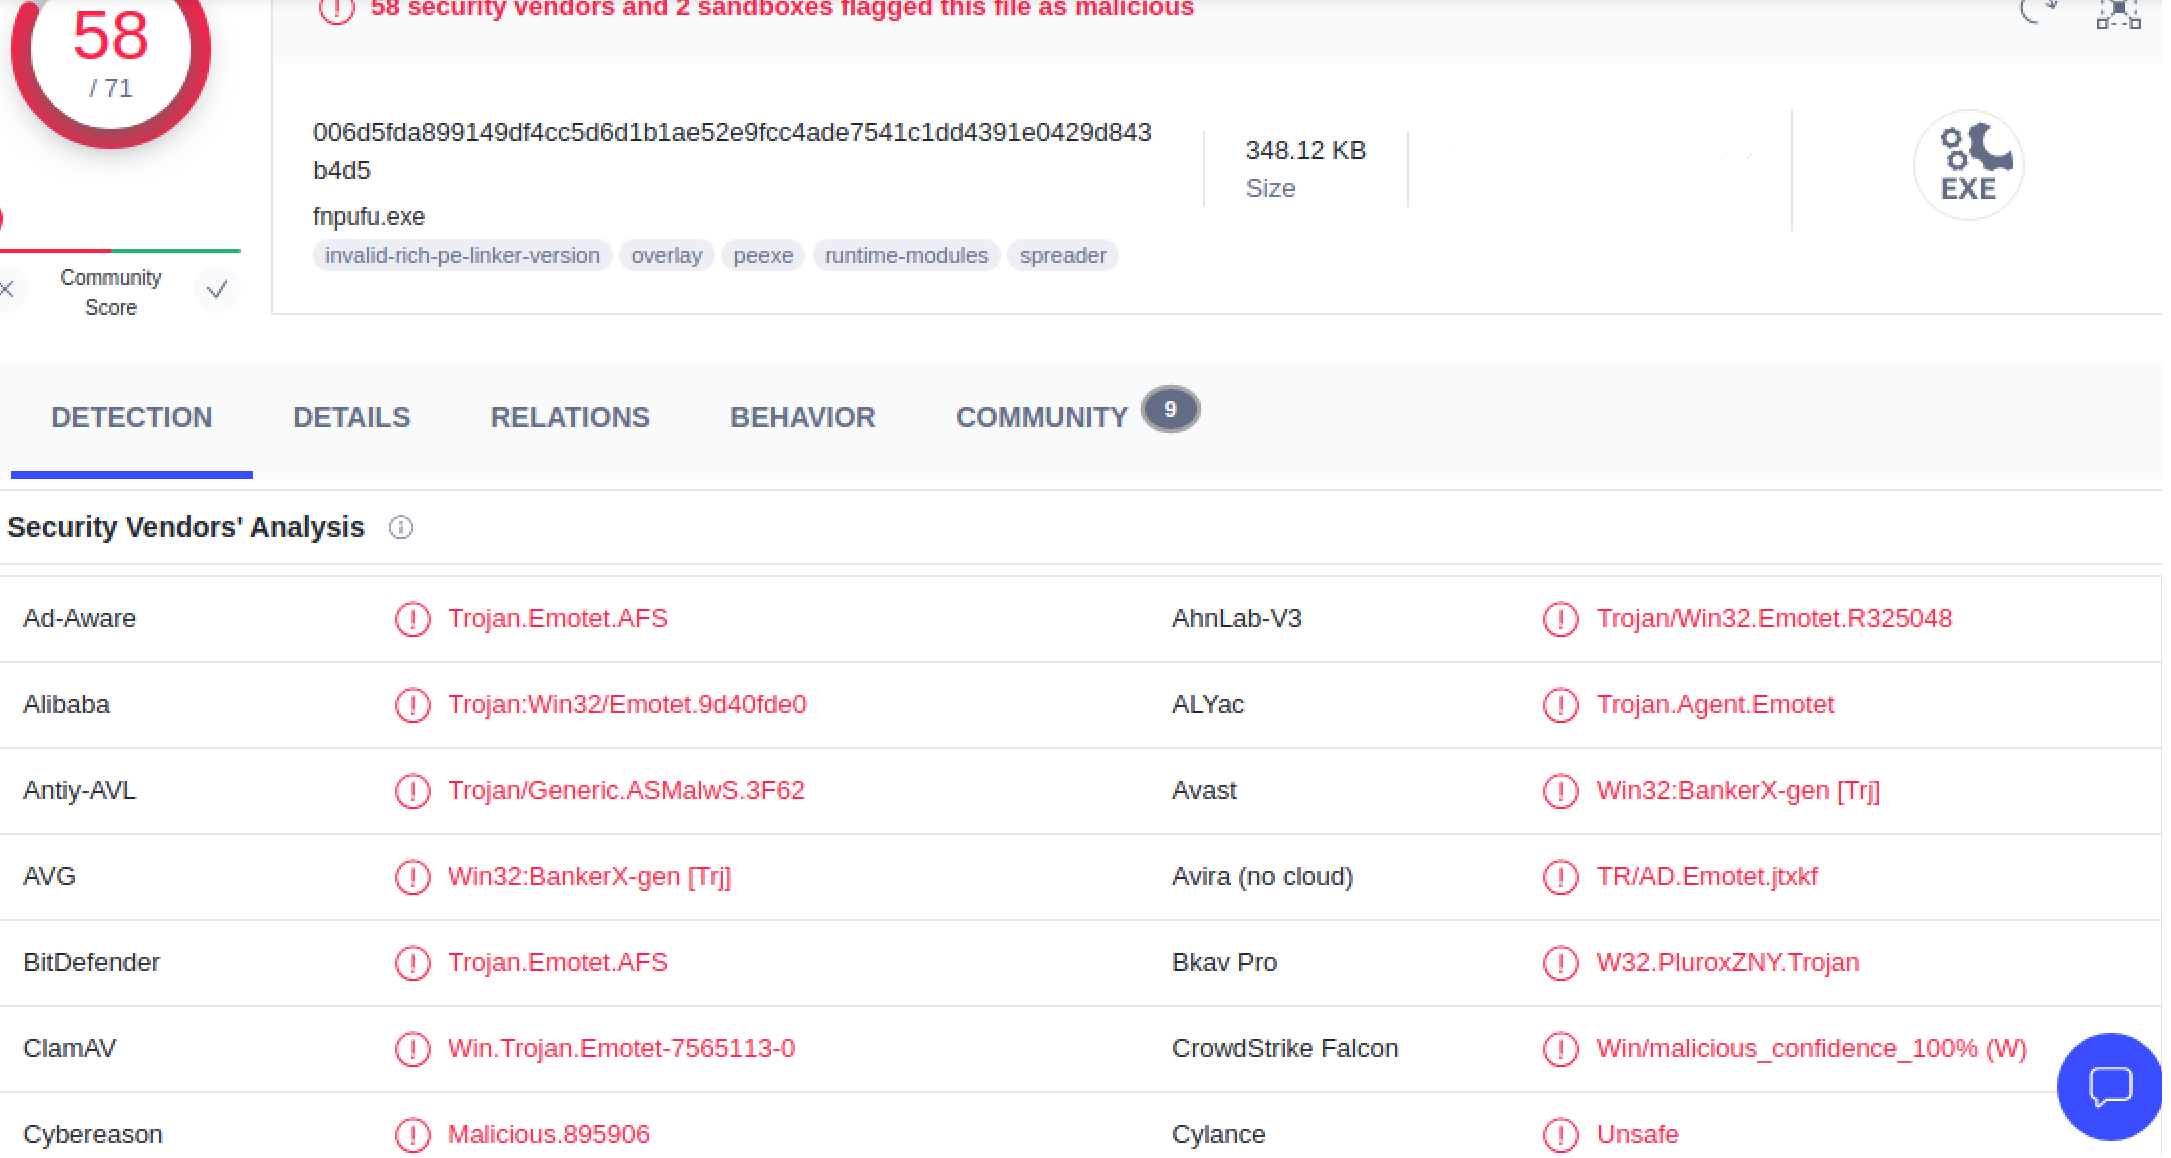 58 security vendors and 2 sandboxes flagged this file as malicious
58
/ 71
006d5fda899149df4cc5d6d1b1ae52e9fcc4ade7541c1dd4391e0429d843
b4d5
fnpufu.exe
invalid-rich-pe-linker-version overlay peexe runtime-modules spreader
348.12 KB
Size
EXE
Community
Score
DETECTION DETAILS RELATIONS BEHAVIOR COMMUNITY 9
Security Vendors' Analysis
Ad-Aware Trojan.Emotet.AFS AhnLab-V3 Trojan/Win32.Emotet.R325048
Alibaba Trojan:Win32/Emotet.9d40fde0 ALYac Trojan.Agent.Emotet
Antiy-AVL Trojan/Generic.ASMalwS.3F62 Avast Win32:BankerX-gen [Trj]
AVG Win32:BankerX-gen [Trj] Avira (no cloud) TR/AD.Emotet.jtxkf
BitDefender Trojan.Emotet.AFS Bkav Pro W32.PluroxZNY.Trojan
ClamAV Win.Trojan.Emotet-7565113-0 CrowdStrike Falcon Win/malicious_confidence_100% (W)
Cybereason Malicious.895906 Cylance Unsafe